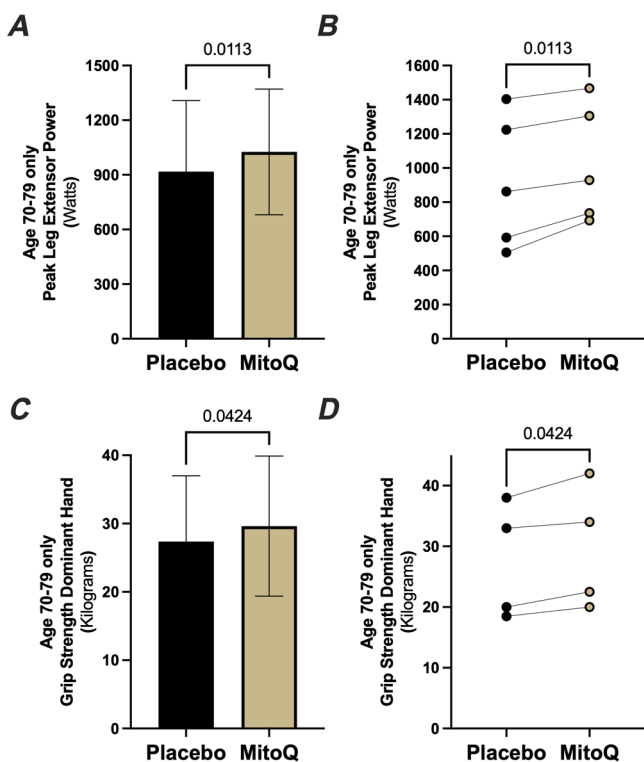 A
0.0113
Age 70-79 only
Peak Leg Extensor Power
(Watts)
1500
1200
900
600
300
0
Placebo MitoQ
B
0.0113
Age 70-79 only
Peak Leg Extensor Power
(Watts)
1600
1400
1200
1000
800
600
400
200
0
Placebo MitoQ
C
0.0424
Age 70-79 only
Grip Strength Dominant Hand
(Kilograms)
40
30
20
10
0
Placebo MitoQ
D
0.0424
Age 70-79 only
Grip Strength Dominant Hand
(Kilograms)
40
30
20
10
0
Placebo MitoQ